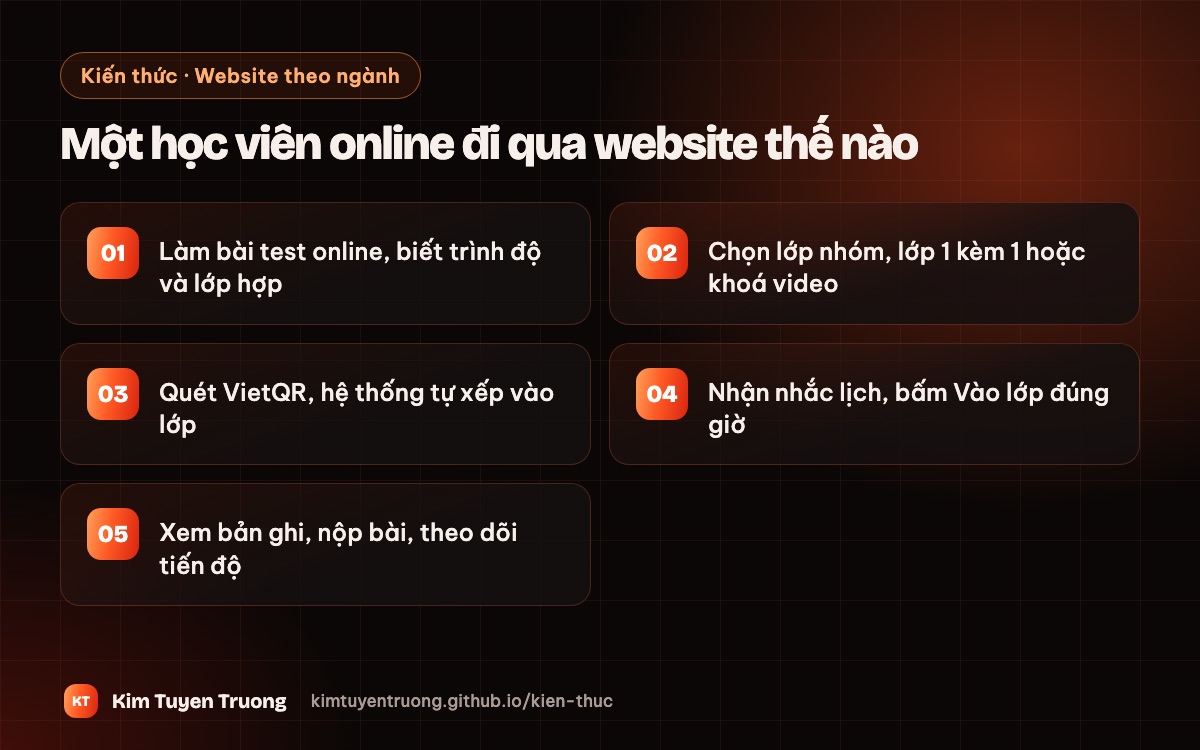 Kiến thức · Website theo ngành
Một học viên online đi qua website thế nào
01
Làm bài test online, biết trình độ
và lớp hợp
02
Chọn lớp nhóm, lớp 1 kèm 1 hoặc
khoá video
03
Quét VietQR, hệ thống tự xếp vào
lớp
04
Nhận nhắc lịch, bấm Vào lớp đúng
giờ
05
Xem bản ghi, nộp bài, theo dõi
tiến độ
KT
Kim Tuyen Truong
kimtuyentruong.github.io/kien-thuc